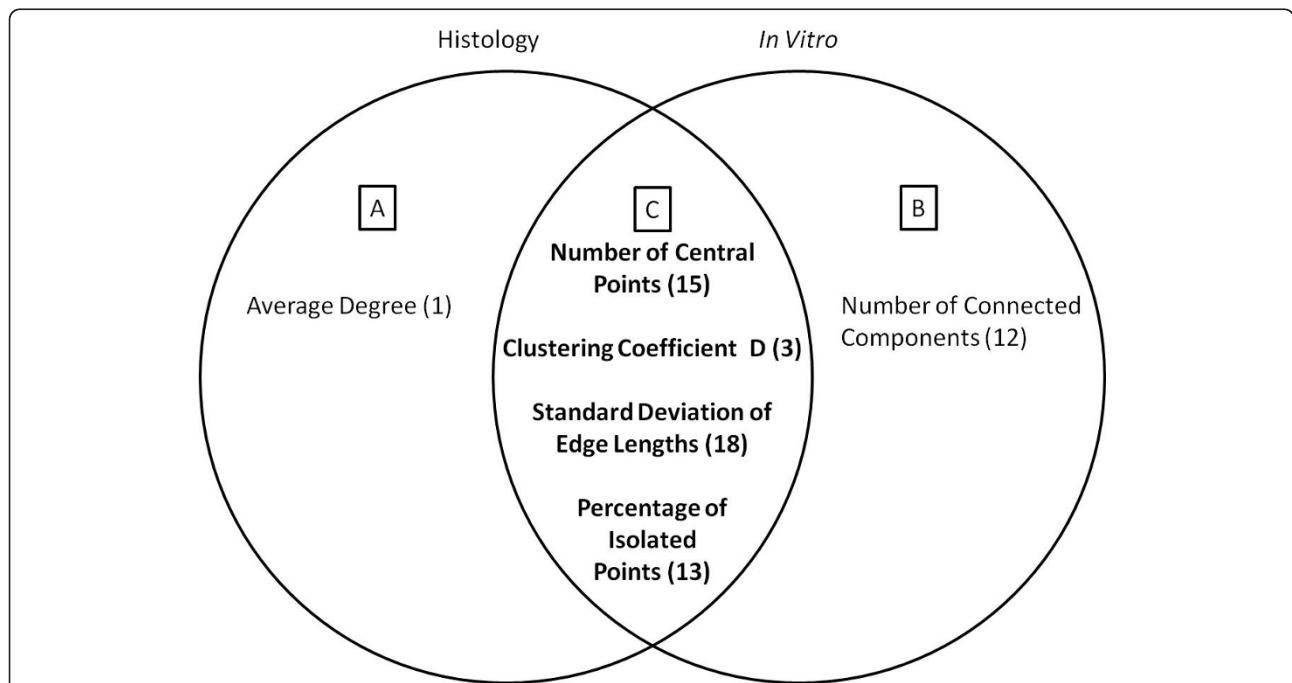 Histology
In Vitro
A
C
B
Number of Central
Points (15)
Average Degree (1)
Number of Connected
Components (12)
Clustering Coefficient D (3)
Standard Deviation of
Edge Lengths (18)
Percentage of
Isolated
Points (13)